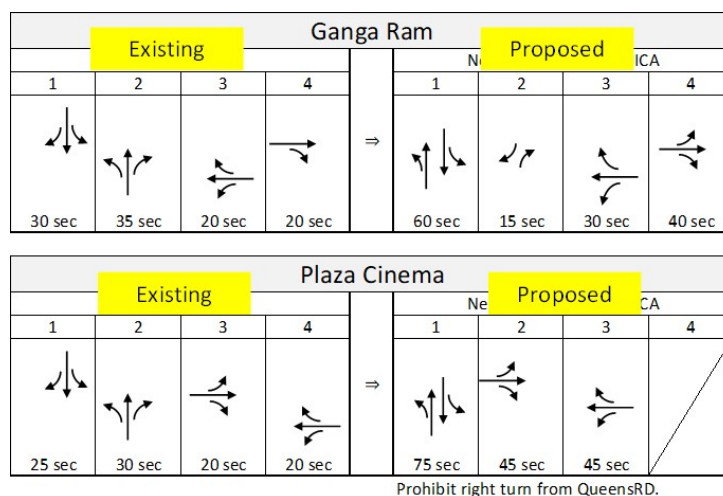 Ganga Ram
Existing Proposed
Ne ICA
1 2 3 4 ⇒ 1 2 3 4
30 sec 35 sec 20 sec 20 sec 60 sec 15 sec 30 sec 40 sec
Plaza Cinema
Existing Proposed
Ne CA
1 2 3 4 ⇒ 1 2 3 4
25 sec 30 sec 20 sec 20 sec 75 sec 45 sec 45 sec
Prohibit right turn from QueensRD.